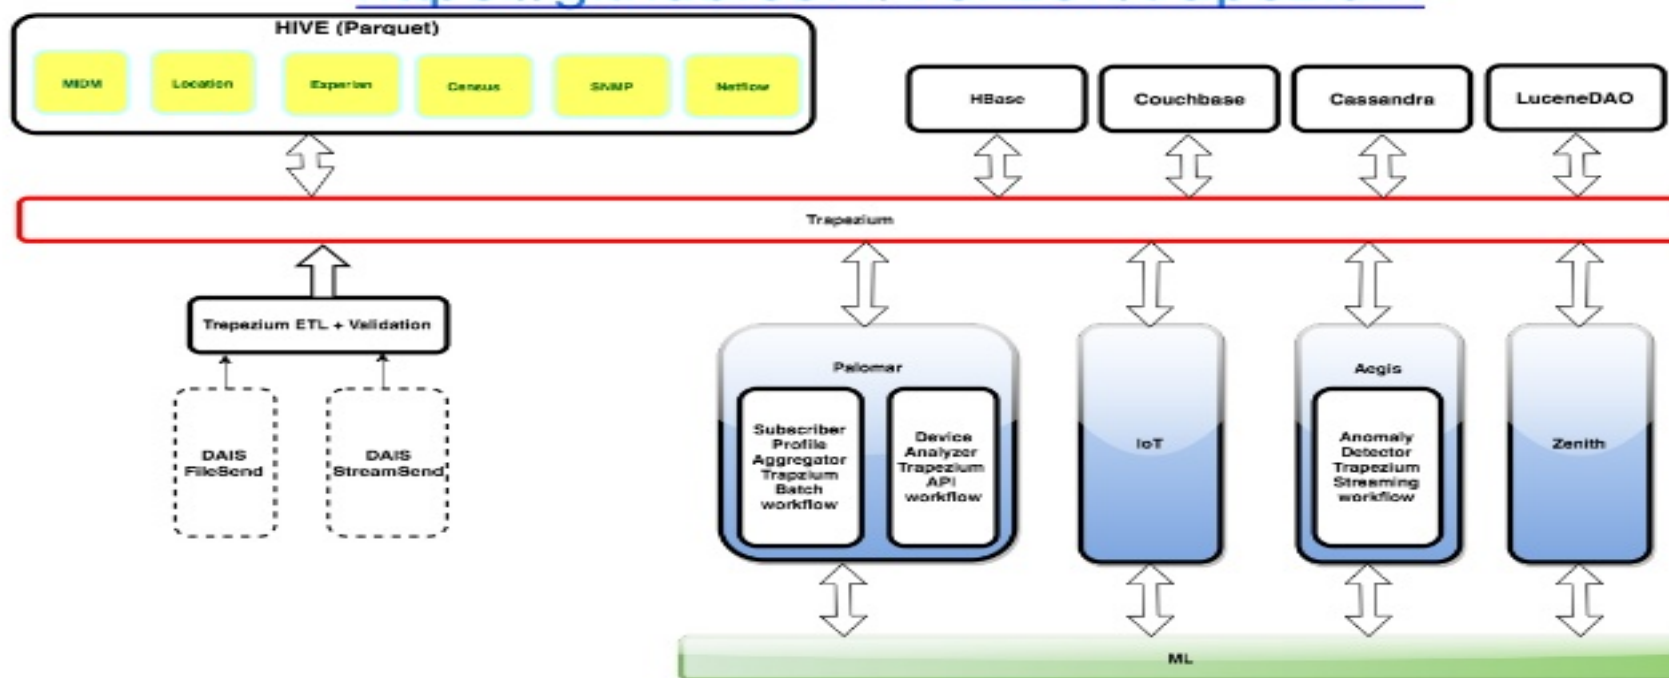 HIVE (Parquet)
MIDM
Location
Experian
Census
SNMP
Netflow
HBase
Couchbase
Cassandra
LuceneDAO
Trapezium
Trapezium ETL + Validation
DAIS
FileSend
DAIS
StreamSend
Palomar
Subscriber
Profile
Aggregator
Trapzium
Batch
workflow
Device
Analyzer
Trapezium
API
workflow
IoT
Aegis
Anomaly
Detector
Trapezium
Streaming
workflow
Zenith
ML